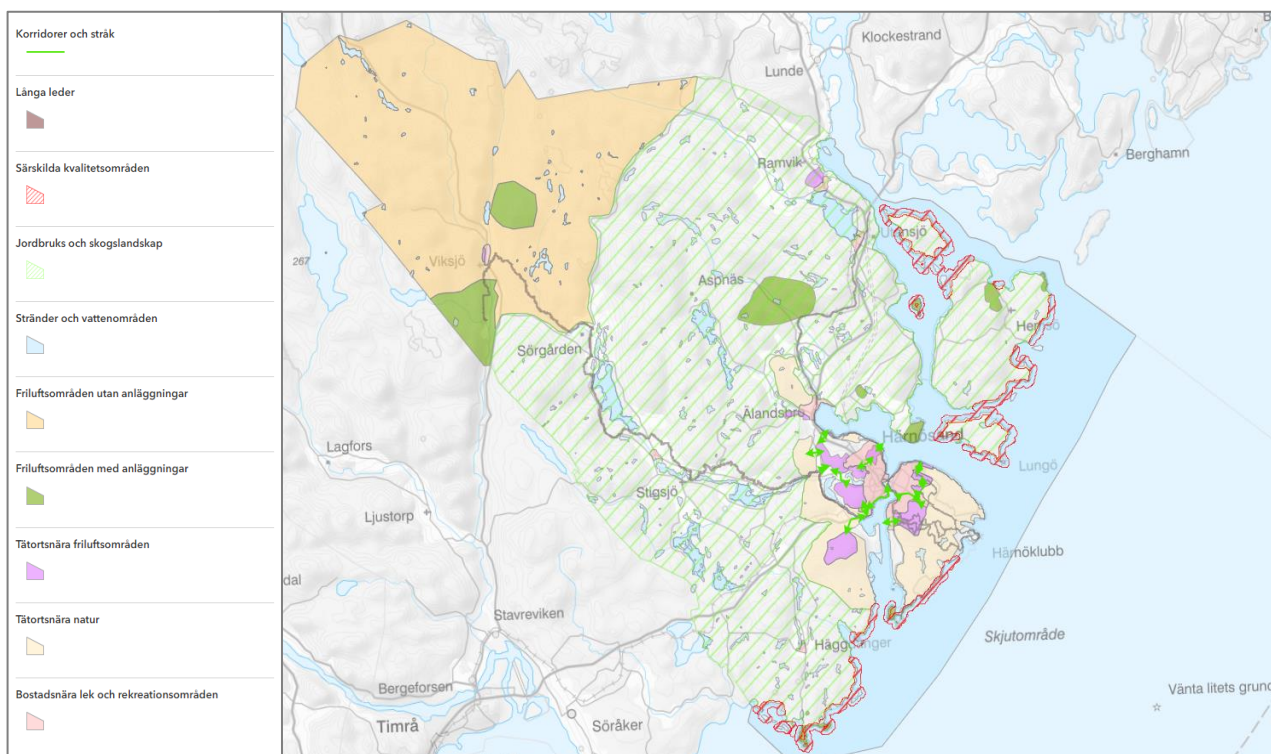 Korridorer och stråk
Långa leder
Särskilda kvalitetsområden
Jordbruks och skogslandskap
Stränder och vattenområden
Friluftsområden utan anläggningar
Friluftsområden med anläggningar
Tätortsnära friluftsområden
Tätortsnära natur
Bostadsnära lek och rekreationsområden
Klockestrand
Lunde
Berghamn
Ramvik
267
Viksjö
Aspnäs
Sörgården
Älandsbro
Härnösand
Lungö
Lagfors
Stigsjö
Ljustorp
Härnöklubb
dal
Stavreviken
Skjutområde
Bergeforsen
Vänta litets grund
Timrå
Söråker